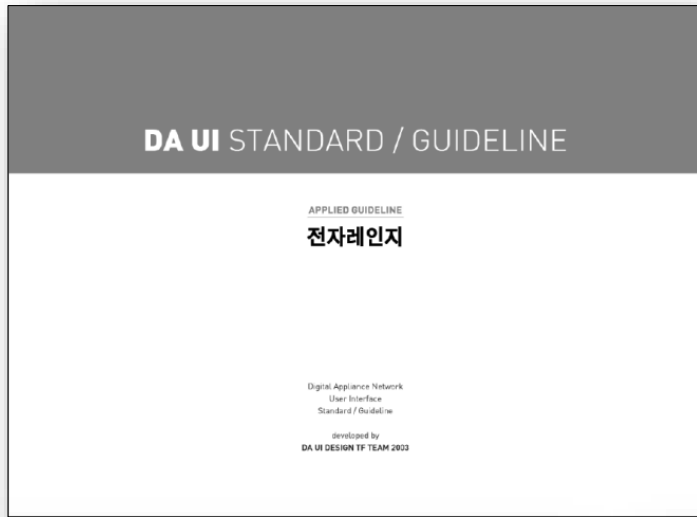 DA UI STANDARD / GUIDELINE
APPLIED GUIDELINE
전자레인지
Digital Appliance Network
User Interface
Standard / Guideline
developed by
DA UI DESIGN TF TEAM 2003